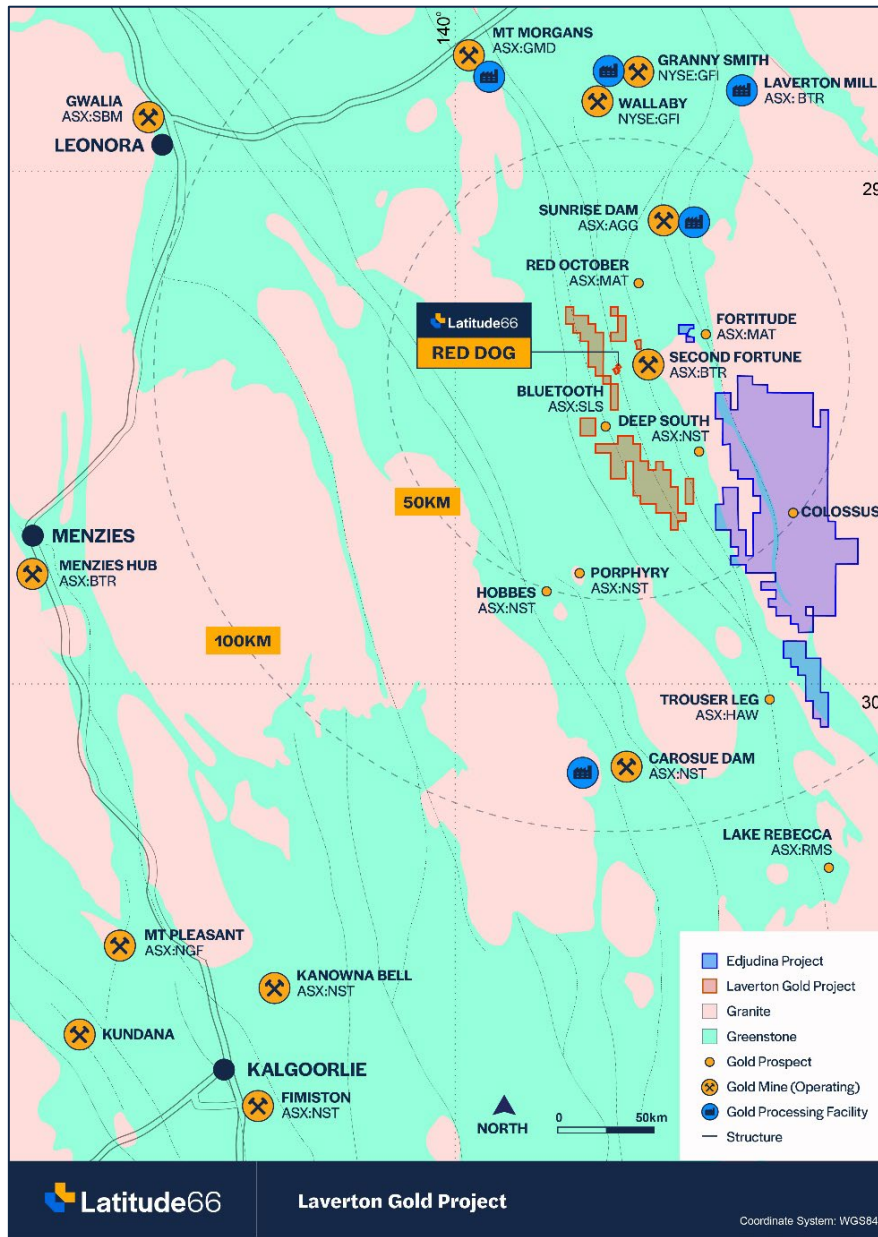 140°
MT MORGANS
ASX:GMD
GRANNY SMITH
NYSE:GFI
LAVERTON MILL
ASX: BTR
WALLABY
NYSE:GFI
GWALIA
ASX:SBM
LEONORA
29
SUNRISE DAM
ASX:AGG
RED OCTOBER
ASX:MAT
Latitude66
RED DOG
FORTITUDE
ASX:MAT
SECOND FORTUNE
ASX:BTR
BLUETOOTH
ASX:SLS
DEEP SOUTH
ASX:NST
50KM
COLOSSUS
MENZIES
MENZIES HUB
ASX:BTR
PORPHYRY
ASX:NST
HOBBES
ASX:NST
100KM
30
TROUSER LEG
ASX:HAW
CAROSUE DAM
ASX:NST
LAKE REBECCA
ASX:RMS
MT PLEASANT
ASX:NGF
KANOWNA BELL
ASX:NST
KUNDANA
KALGOORLIE
FIMISTON
ASX:NST
NORTH
0 50km
Edjudina Project
Laverton Gold Project
Granite
Greenstone
Gold Prospect
Gold Mine (Operating)
Gold Processing Facility
Structure
Latitude66
Laverton Gold Project
Coordinate System: WGS84